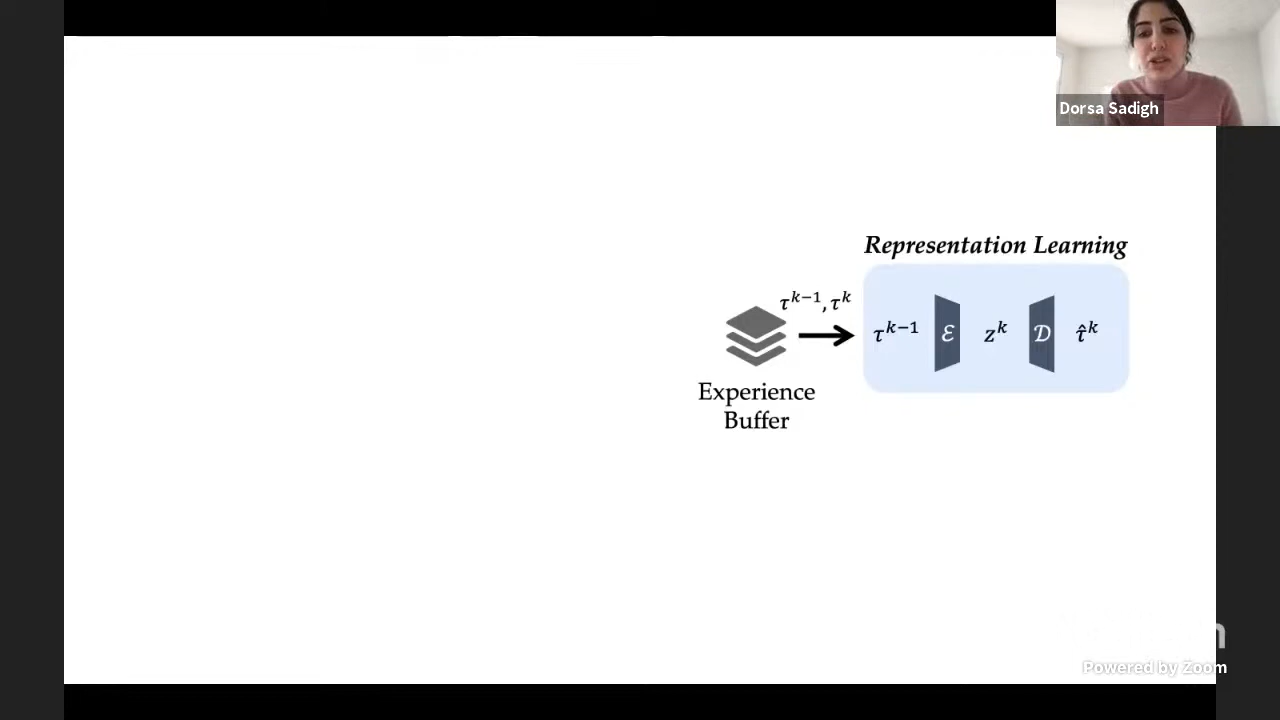 Dorsa Sadigh
Representation Learning
τ^{k-1}, τ^k
τ^{k-1} ℰ z^k 𝒟 τ̂^k
Experience
Buffer
Powered by Zoom